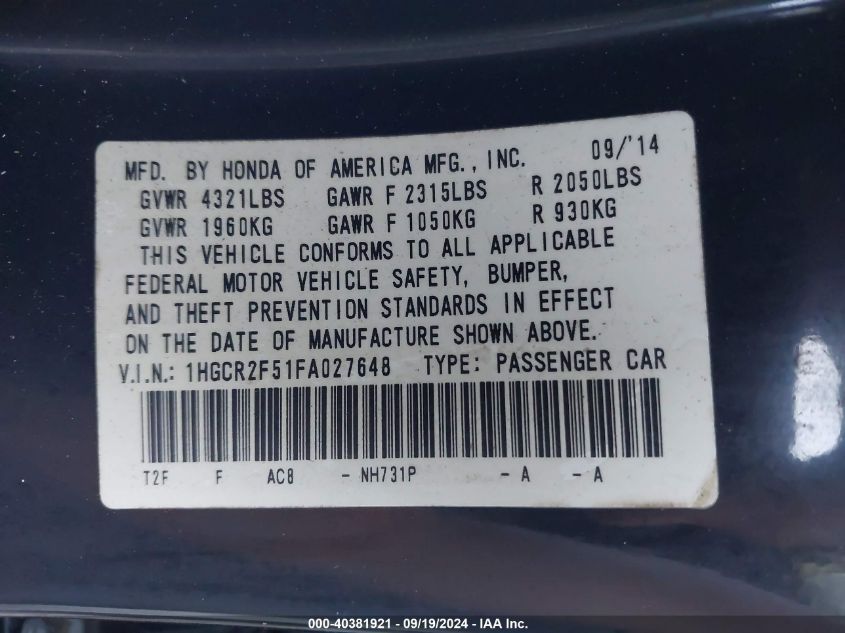 MFD. BY HONDA OF AMERICA MFG., INC. 09/'14
GVWR 4321LBS GAWR F 2315LBS R 2050LBS
GVWR 1960KG GAWR F 1050KG R 930KG
THIS VEHICLE CONFORMS TO ALL APPLICABLE
FEDERAL MOTOR VEHICLE SAFETY, BUMPER,
AND THEFT PREVENTION STANDARDS IN EFFECT
ON THE DATE OF MANUFACTURE SHOWN ABOVE.
V.I.N.: 1HGCR2F51FA027648 TYPE: PASSENGER CAR
T2F F AC8 - NH731P - A - A
000-40381921 - 09/19/2024 - IAA Inc.